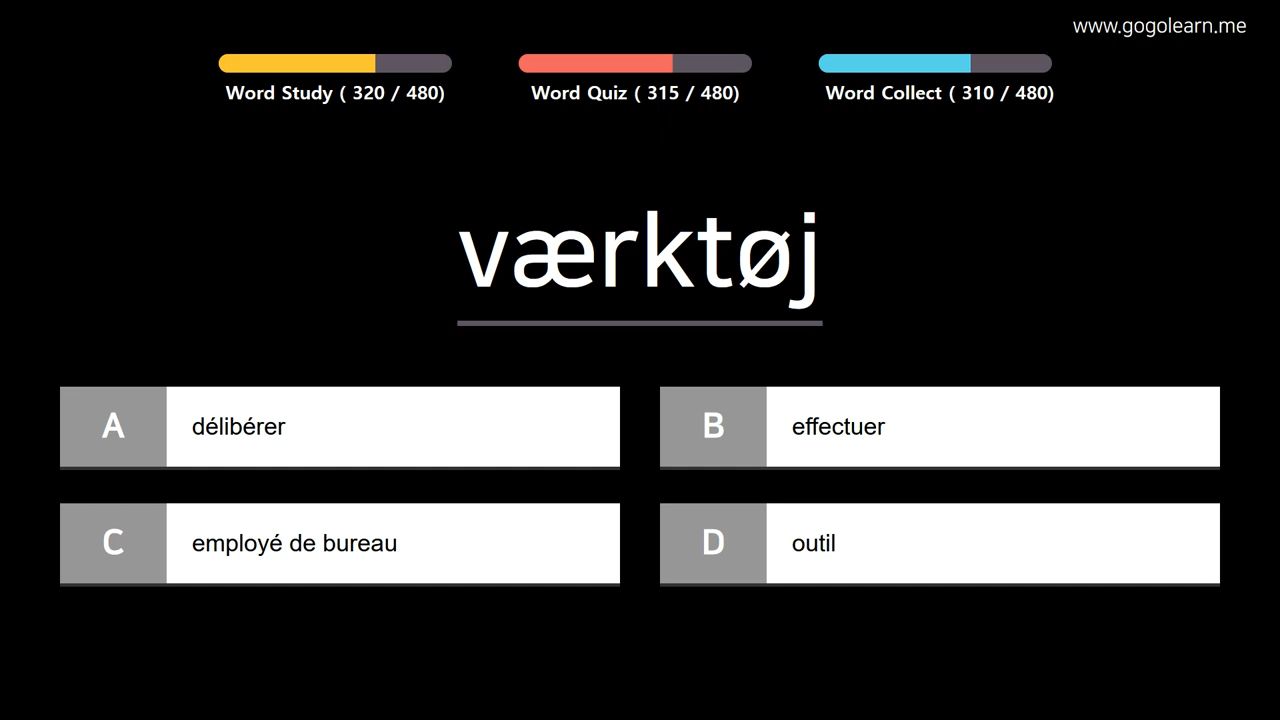 www.gogolearn.me
Word Study ( 320 / 480)
Word Quiz ( 315 / 480)
Word Collect ( 310 / 480)
værktøj
A
délibérer
B
effectuer
C
employé de bureau
D
outil